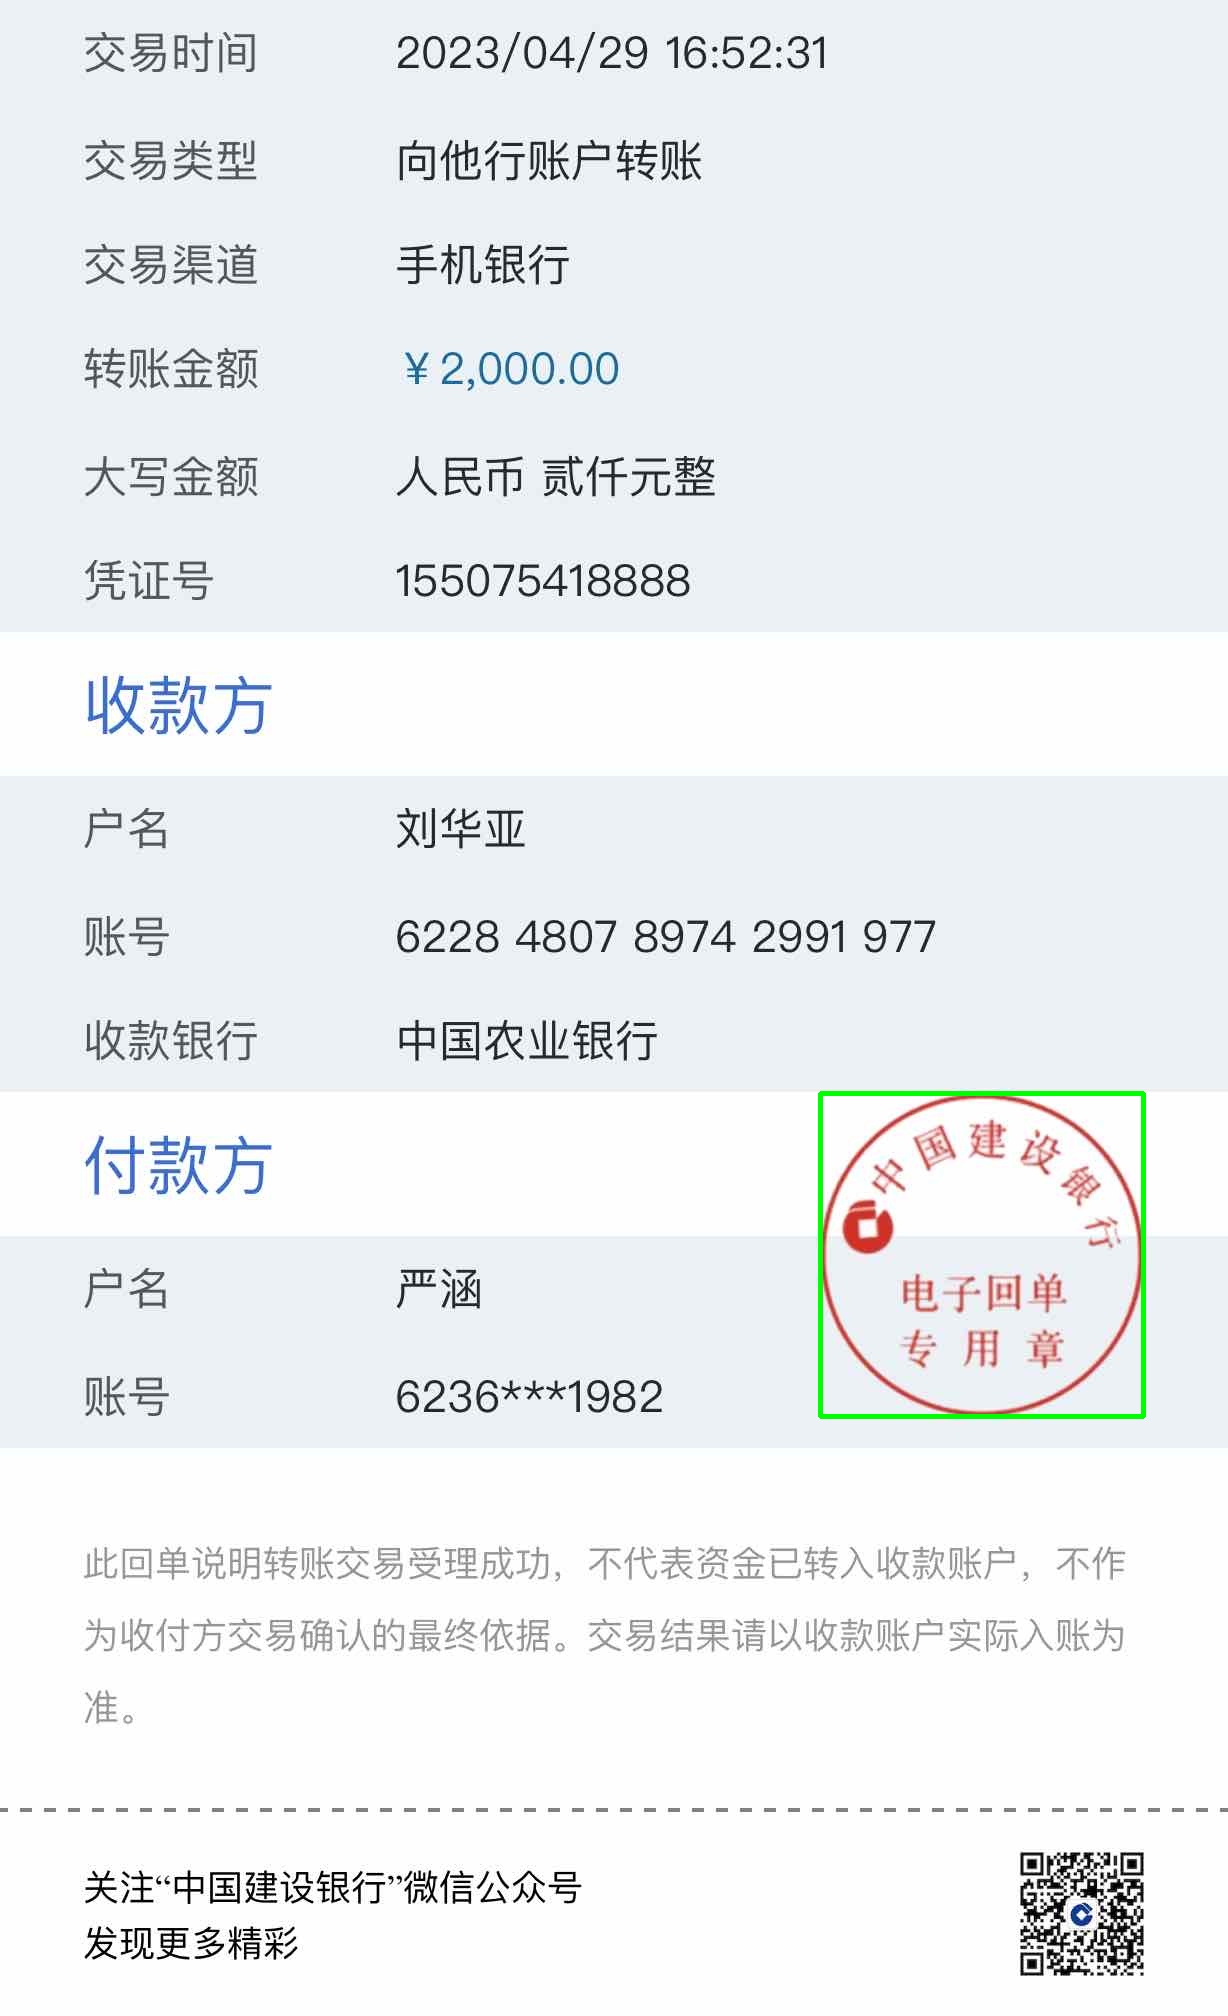 交易时间 2023/04/29 16:52:31
交易类型 向他行账户转账
交易渠道 手机银行
转账金额 ¥2,000.00
大写金额 人民币 贰仟元整
凭证号 155075418888
收款方
户名 刘华亚
账号 6228 4807 8974 2991 977
收款银行 中国农业银行
付款方
中国建设银行
电子回单
专用章
户名 严涵
账号 6236***1982
此回单说明转账交易受理成功，不代表资金已转入收款账户，不作
为收付方交易确认的最终依据。交易结果请以收款账户实际入账为
准。
关注“中国建设银行”微信公众号
发现更多精彩